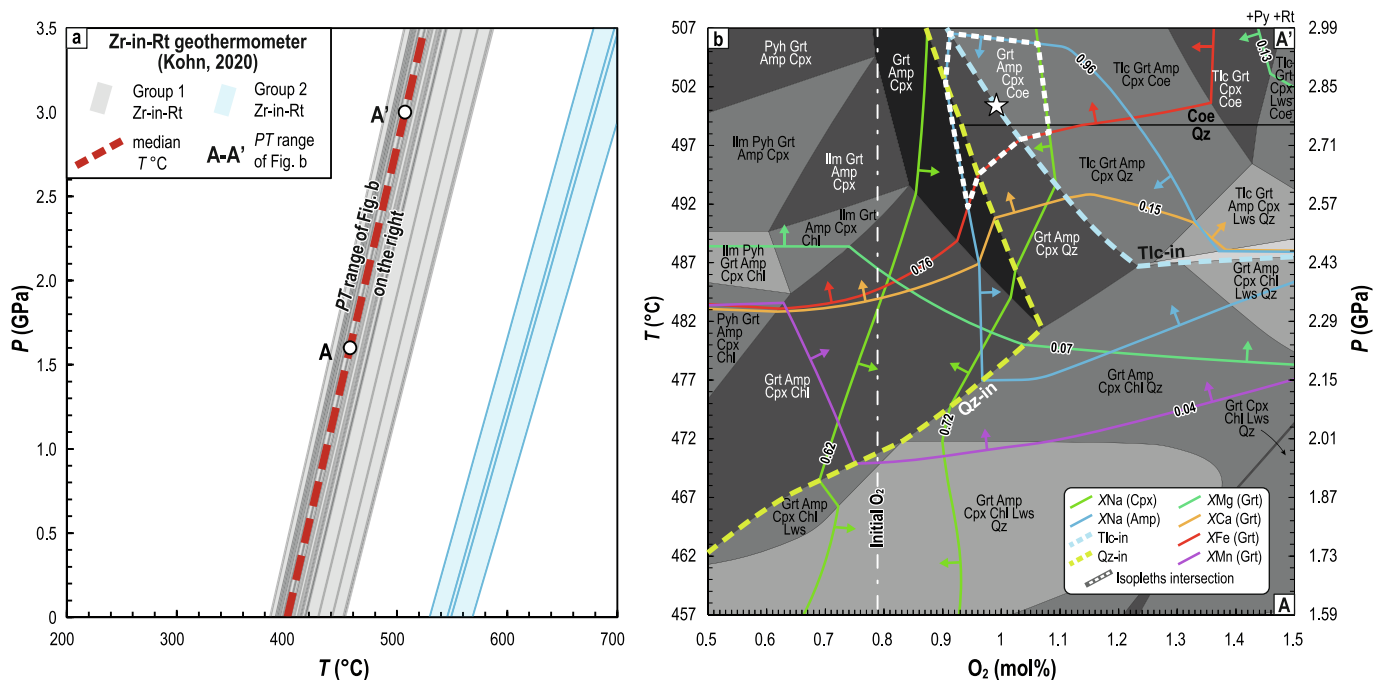 a
Zr-in-Rt geothermometer
(Kohn, 2020)
Group 1
Zr-in-Rt
Group 2
Zr-in-Rt
median
T °C
A-A'
PT range
of Fig. b
A'
A
PT range of Fig. b
on the right
3.5
3.0
2.5
2.0
1.5
1.0
0.5
0
P (GPa)
200
300
400
500
600
700
T (°C)
b
+Py +Rt
A'
A
507
502
497
492
487
482
477
472
467
462
457
T (°C)
2.99
2.85
2.71
2.57
2.43
2.29
2.15
2.01
1.87
1.73
1.59
P (GPa)
0.5
0.6
0.7
0.8
0.9
1.0
1.1
1.2
1.3
1.4
1.5
O2 (mol%)
Pyh Grt
Amp Cpx
Grt
Amp
Cpx
Grt
Amp
Cpx
Coe
Tlc Grt Amp
Cpx Coe
Tlc Grt
Cpx
Coe
Tlc
Grt
Cpx
Lws
Coe
0.13
0.96
Coe
Qz
Ilm Pyh Grt
Amp Cpx
Ilm Grt
Amp
Cpx
Tlc Grt Amp
Cpx Qz
Tlc Grt
Amp Cpx
Lws Qz
Ilm Grt
Amp Cpx
Chl
0.15
Ilm Pyh
Grt Amp
Cpx Chl
Grt Amp
Cpx Qz
Tlc-in
Grt Amp
Cpx Chl
Lws Qz
0.76
Pyh Grt
Amp
Cpx
Chl
0.07
Grt Amp
Cpx Chl
Grt Amp
Cpx Chl Qz
Qz-in
0.04
Grt Cpx
Chl Lws
Qz
0.62
0.72
Grt Amp
Cpx Chl
Lws
Grt Amp
Cpx Chl Lws
Qz
Initial O2
XNa (Cpx)
XNa (Amp)
Tlc-in
Qz-in
XMg (Grt)
XCa (Grt)
XFe (Grt)
XMn (Grt)
Isopleths intersection